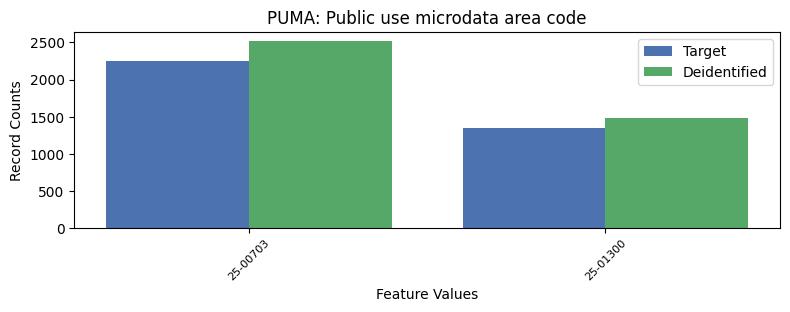 PUMA: Public use microdata area code
Record Counts
2500
2000
1500
1000
500
0
Target
Deidentified
25-00703
25-01300
Feature Values